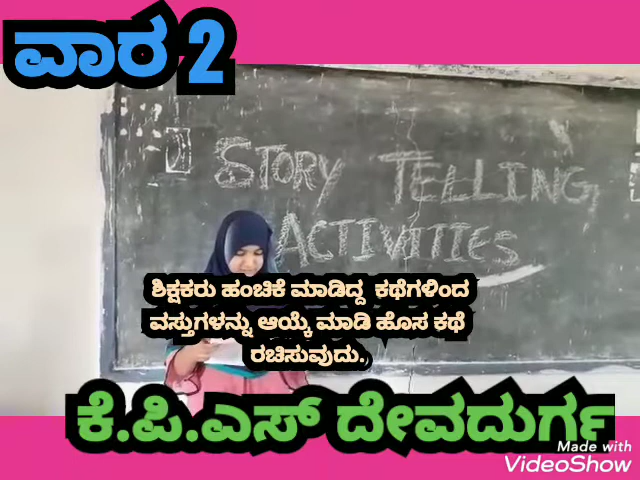 ವಾರ 2
STORY TELLING
ACTIVITIES
ಶಿಕ್ಷಕರು ಹಂಚಿಕೆ ಮಾಡಿದ್ದ ಕಥೆಗಳಿಂದ
ವಸ್ತುಗಳನ್ನು ಆಯ್ಕೆ ಮಾಡಿ ಹೊಸ ಕಥೆ
ರಚಿಸುವುದು.
ಕೆ.ಪಿ.ಎಸ್ ದೇವದುರ್ಗ
Made with
VideoShow